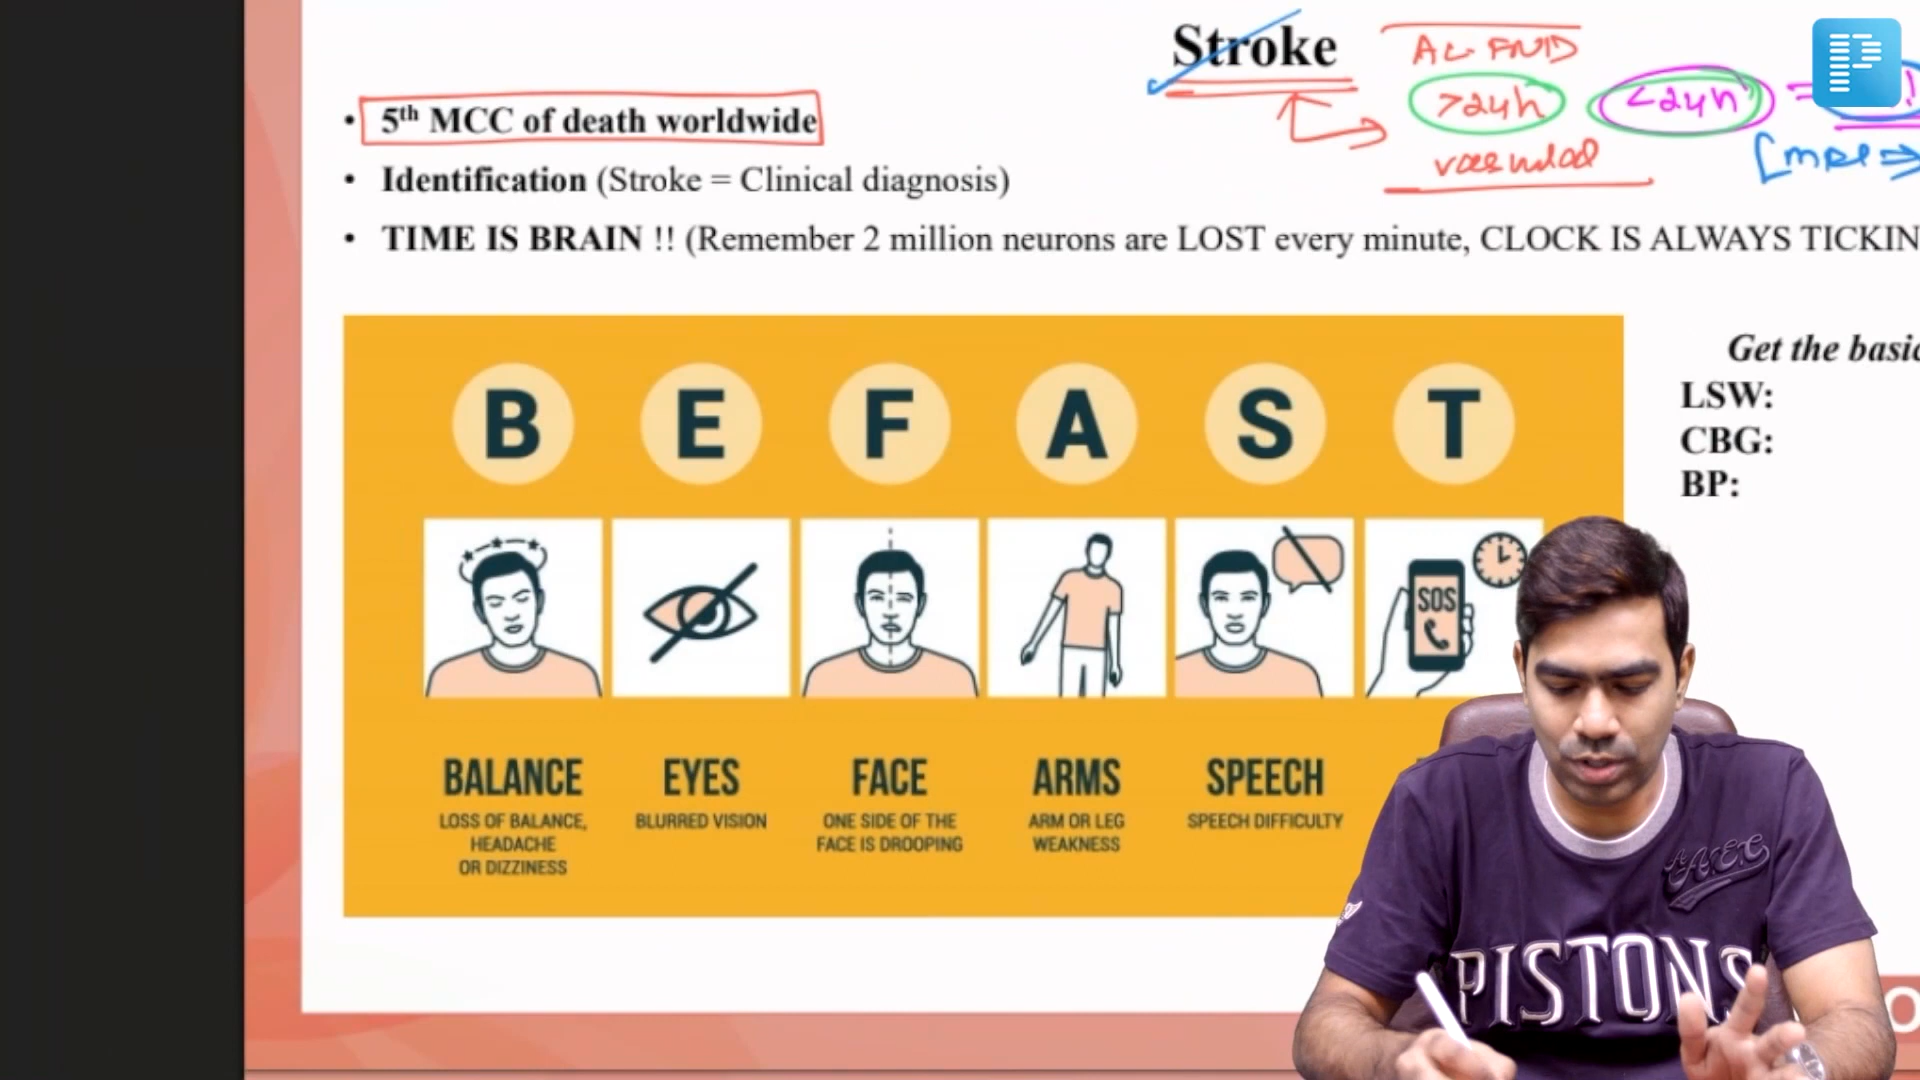 Stroke
Ac FND
>24h
<24h
=
!
[MRI →
• 5th MCC of death worldwide
• Identification (Stroke = Clinical diagnosis)
• TIME IS BRAIN !! (Remember 2 million neurons are LOST every minute, CLOCK IS ALWAYS TICKIN
B E F A S T
Get the basic
LSW:
CBG:
BP:
SOS
BALANCE
LOSS OF BALANCE,
HEADACHE
OR DIZZINESS
EYES
BLURRED VISION
FACE
ONE SIDE OF THE
FACE IS DROOPING
ARMS
ARM OR LEG
WEAKNESS
SPEECH
SPEECH DIFFICULTY
A.A.E.C
PISTONS
P